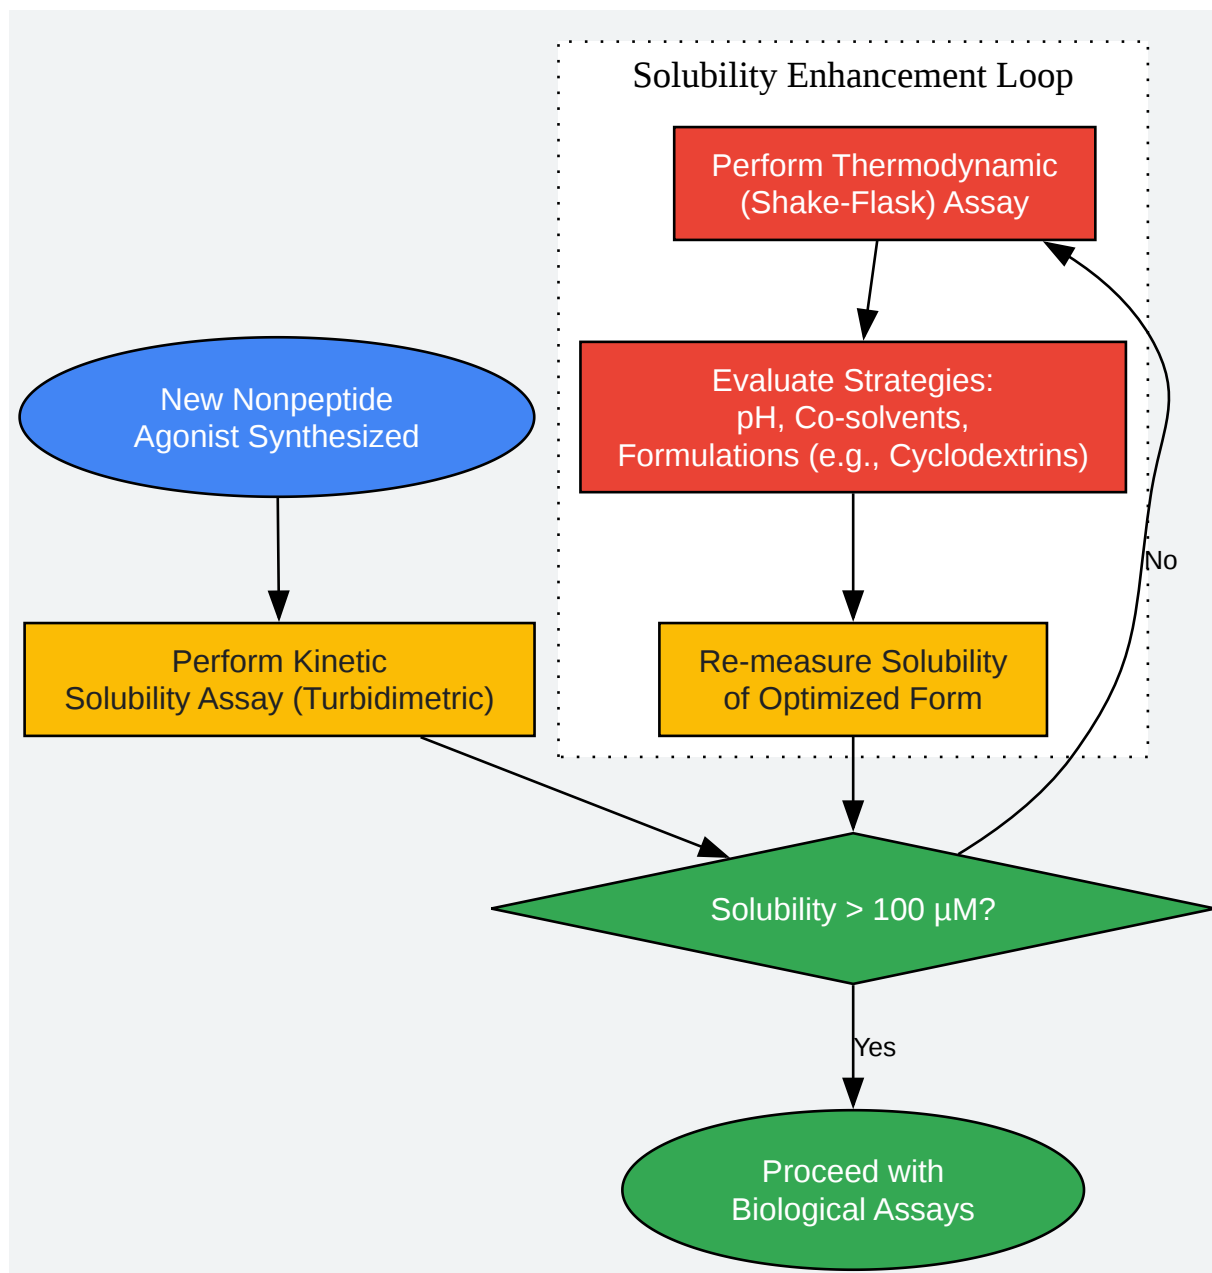 Solubility Enhancement Loop
Perform Thermodynamic
(Shake-Flask) Assay
Evaluate Strategies:
pH, Co-solvents,
Formulations (e.g., Cyclodextrins)
New Nonpeptide
Agonist Synthesized
No
Perform Kinetic
Solubility Assay (Turbidimetric)
Re-measure Solubility
of Optimized Form
Solubility > 100 µM?
Yes
Proceed with
Biological Assays